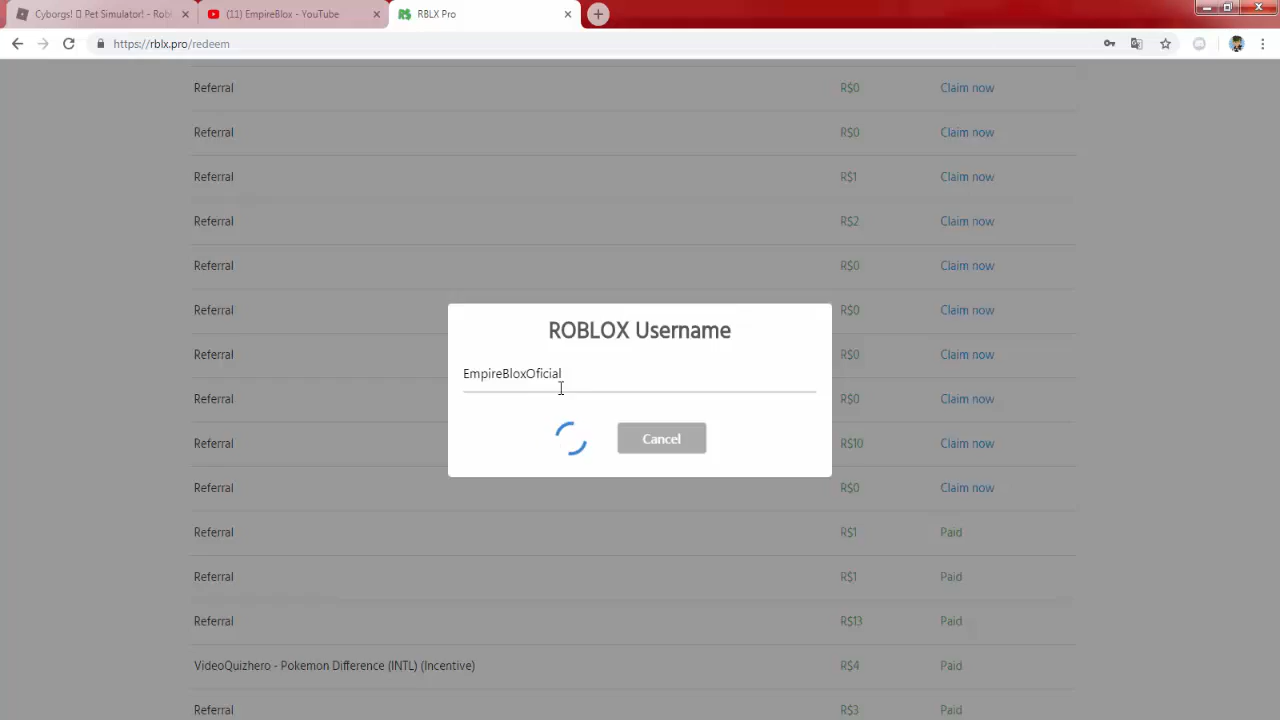 Cyborgs! 🤖 Pet Simulator! - Robl
(11) EmpireBlox - YouTube
RBLX Pro
https://rblx.pro/redeem
Referral R$0 Claim now
Referral R$0 Claim now
Referral R$1 Claim now
Referral R$2 Claim now
Referral R$0 Claim now
Referral R$0 Claim now
Referral R$0 Claim now
Referral R$0 Claim now
Referral R$10 Claim now
Referral R$0 Claim now
Referral R$1 Paid
Referral R$1 Paid
Referral R$13 Paid
VideoQuizhero - Pokemon Difference (INTL) (Incentive) R$4 Paid
Referral R$3 Paid
ROBLOX Username
EmpireBloxOficial
Cancel